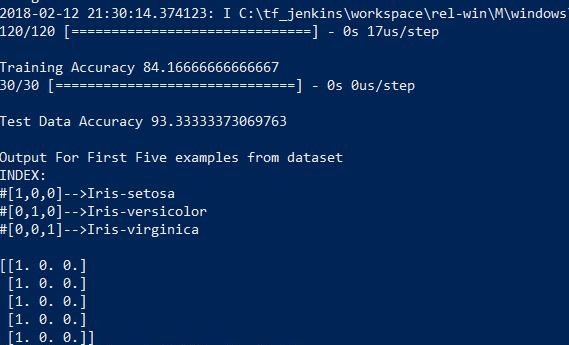 2018-02-12 21:30:14.374123: I C:\tf_jenkins\workspace\rel-win\M\windows\
120/120 [==============================] - 0s 17us/step
Training Accuracy 84.16666666666667
30/30 [==============================] - 0s 0us/step
Test Data Accuracy 93.33333373069763
Output For First Five examples from dataset
INDEX:
#[1,0,0]-->Iris-setosa
#[0,1,0]-->Iris-versicolor
#[0,0,1]-->Iris-virginica
[[1. 0. 0.]
[1. 0. 0.]
[1. 0. 0.]
[1. 0. 0.]
[1. 0. 0.]]